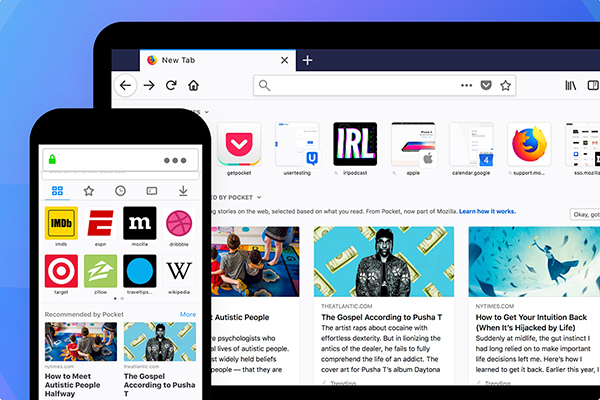 New Tab
getpocket
usertesting
IRL
iripodcast
apple
calendar.google
4
support.mo...
sso.mozilla
ED BY POCKET
ng stories on the web, selected based on what you read. From Pocket, now part of Mozilla. Learn how it works.
Okay, got
IMDb
E
m
imdb
espn
mozilla
dribbble
Z
W
target
zillow
traveltips...
wikipedia
Recommended by Pocket
More
nytimes.com
How to Meet
Autistic People
Halfway
theatlantic.com
The Gospel
According to Pusha
T
t Autistic People
re psychologists who
al lives of autistic
st widely held beliefs
people — that they are
THEATLANTIC.COM
The Gospel According to Pusha T
The artist raps about cocaine with
effortless dexterity. But in lionizing the
antics of the dealer, he fails to fully
comprehend the life of an addict. The
cover art for Pusha T's album Daytona
Trending
NYTIMES.COM
How to Get Your Intuition Back
(When It's Hijacked by Life)
Suddenly at midlife, the gut instinct I
had long relied on to make important
life decisions left me. Here's how I
learned to get it back. Earlier this year, I
Trending